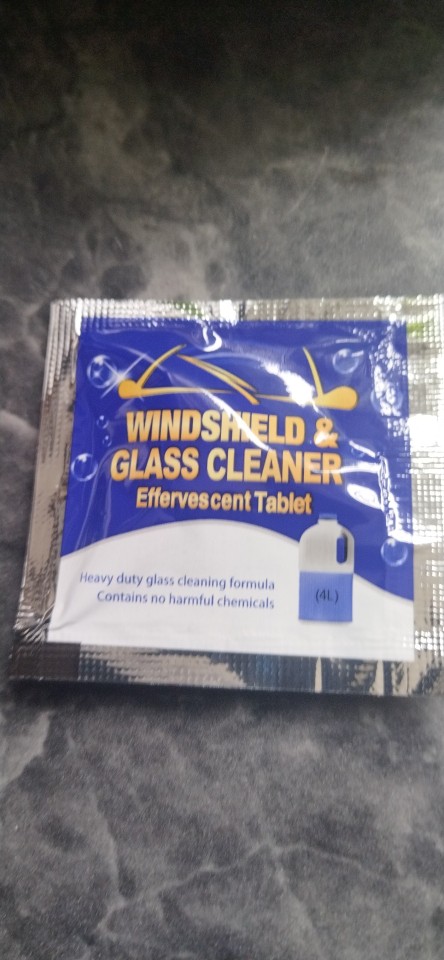 WINDSHIELD &
GLASS CLEANER
Effervescent Tablet
Heavy duty glass cleaning formula
Contains no harmful chemicals
(4L)